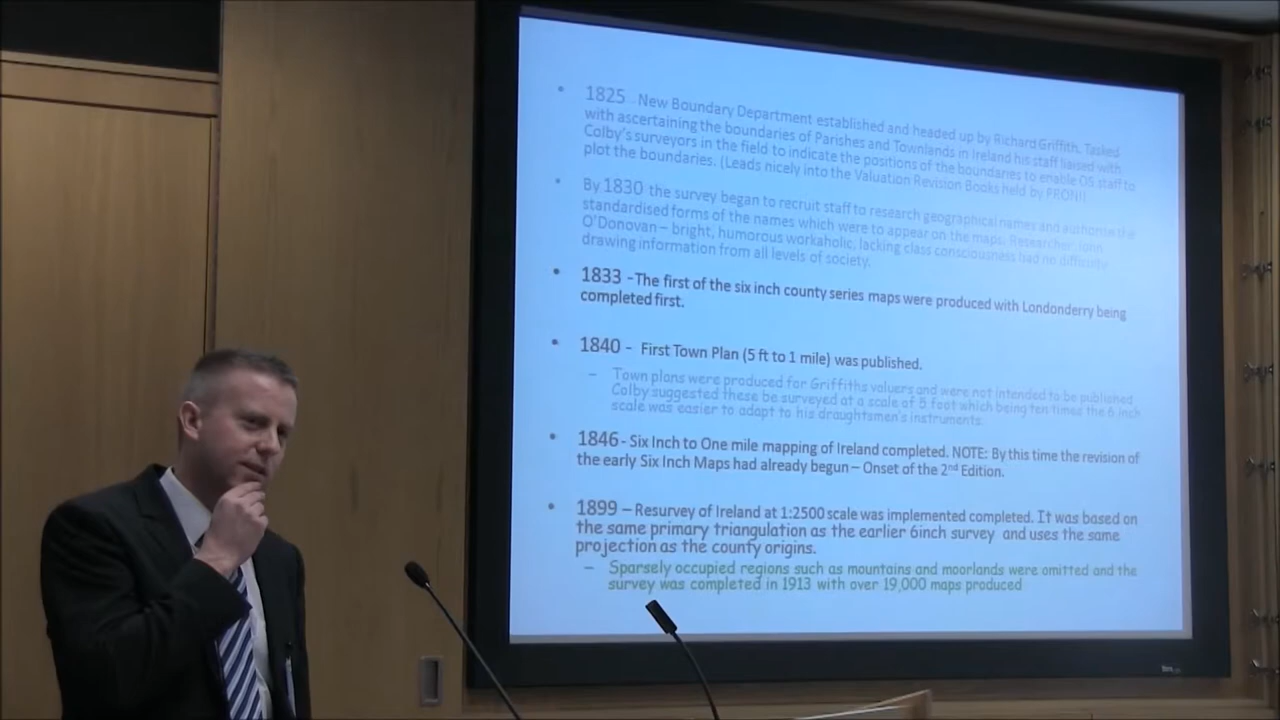 • 1825 - New Boundary Department established and headed up by Richard Griffith. Tasked
with ascertaining the boundaries of Parishes and Townlands in Ireland his staff liaised with
Colby's surveyors in the field to indicate the positions of the boundaries to enable OS staff to
plot the boundaries. (Leads nicely into the Valuation Revision Books held by PRONI)
• By 1830 the survey began to recruit staff to research geographical names and authorise the
standardised forms of the names which were to appear on the maps. Researcher John
O'Donovan – bright, humorous workaholic, lacking class consciousness had no difficulty
drawing information from all levels of society.
• 1833 -The first of the six inch county series maps were produced with Londonderry being
completed first.
• 1840 - First Town Plan (5 ft to 1 mile) was published.
– Town plans were produced for Griffiths valuers and were not intended to be published
Colby suggested these be surveyed at a scale of 5 foot which being ten times the 6 inch
scale was easier to adapt to his draughtsmen's instruments.
• 1846 - Six Inch to One mile mapping of Ireland completed. NOTE: By this time the revision of
the early Six Inch Maps had already begun – Onset of the 2nd Edition.
• 1899 – Resurvey of Ireland at 1:2500 scale was implemented completed. It was based on
the same primary triangulation as the earlier 6inch survey and uses the same
projection as the county origins.
– Sparsely occupied regions such as mountains and moorlands were omitted and the
survey was completed in 1913 with over 19,000 maps produced